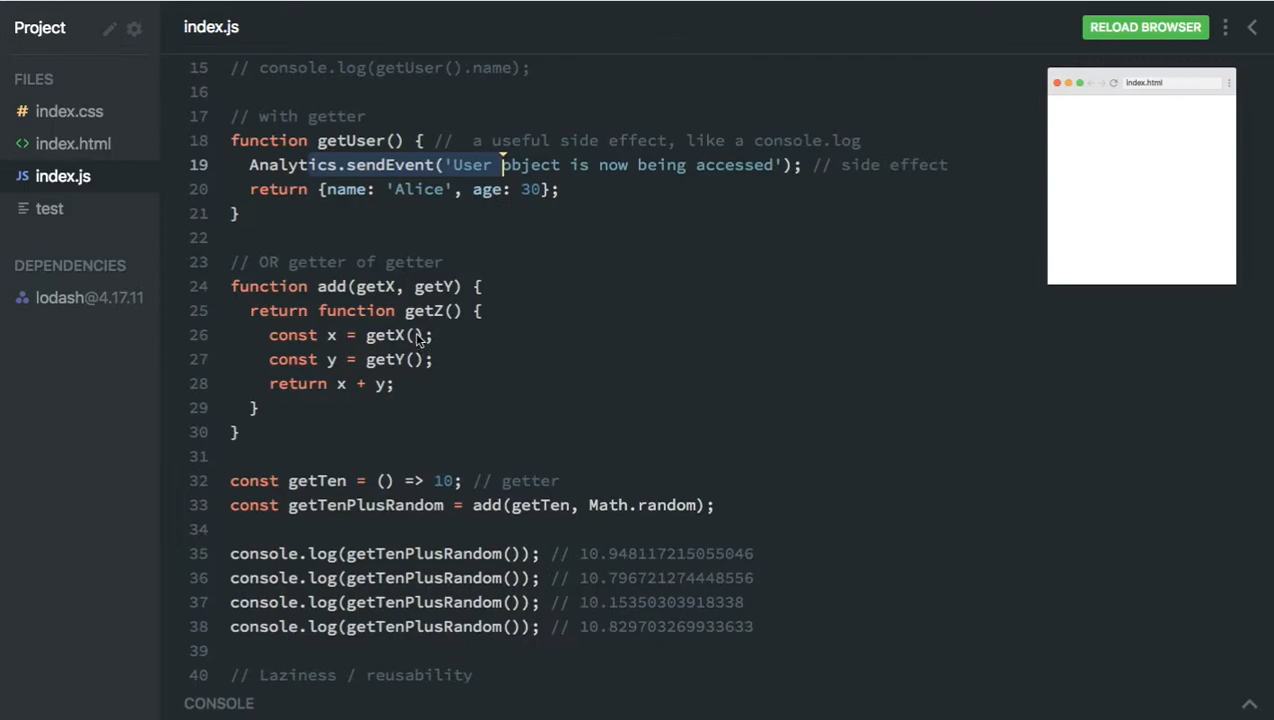 Project
index.js
RELOAD BROWSER
FILES
# index.css
<> index.html
JS index.js
test
DEPENDENCIES
lodash@4.17.11
15 // console.log(getUser().name);
16
17 // with getter
18 function getUser() { //  a useful side effect, like a console.log
19   Analytics.sendEvent('User object is now being accessed'); // side effect
20   return {name: 'Alice', age: 30};
21 }
22
23 // OR getter of getter
24 function add(getX, getY) {
25   return function getZ() {
26     const x = getX();
27     const y = getY();
28     return x + y;
29   }
30 }
31
32 const getTen = () => 10; // getter
33 const getTenPlusRandom = add(getTen, Math.random);
34
35 console.log(getTenPlusRandom()); // 10.948117215055046
36 console.log(getTenPlusRandom()); // 10.796721274448556
37 console.log(getTenPlusRandom()); // 10.15350303918338
38 console.log(getTenPlusRandom()); // 10.829703269933633
39
40 // Laziness / reusability
index.html
CONSOLE